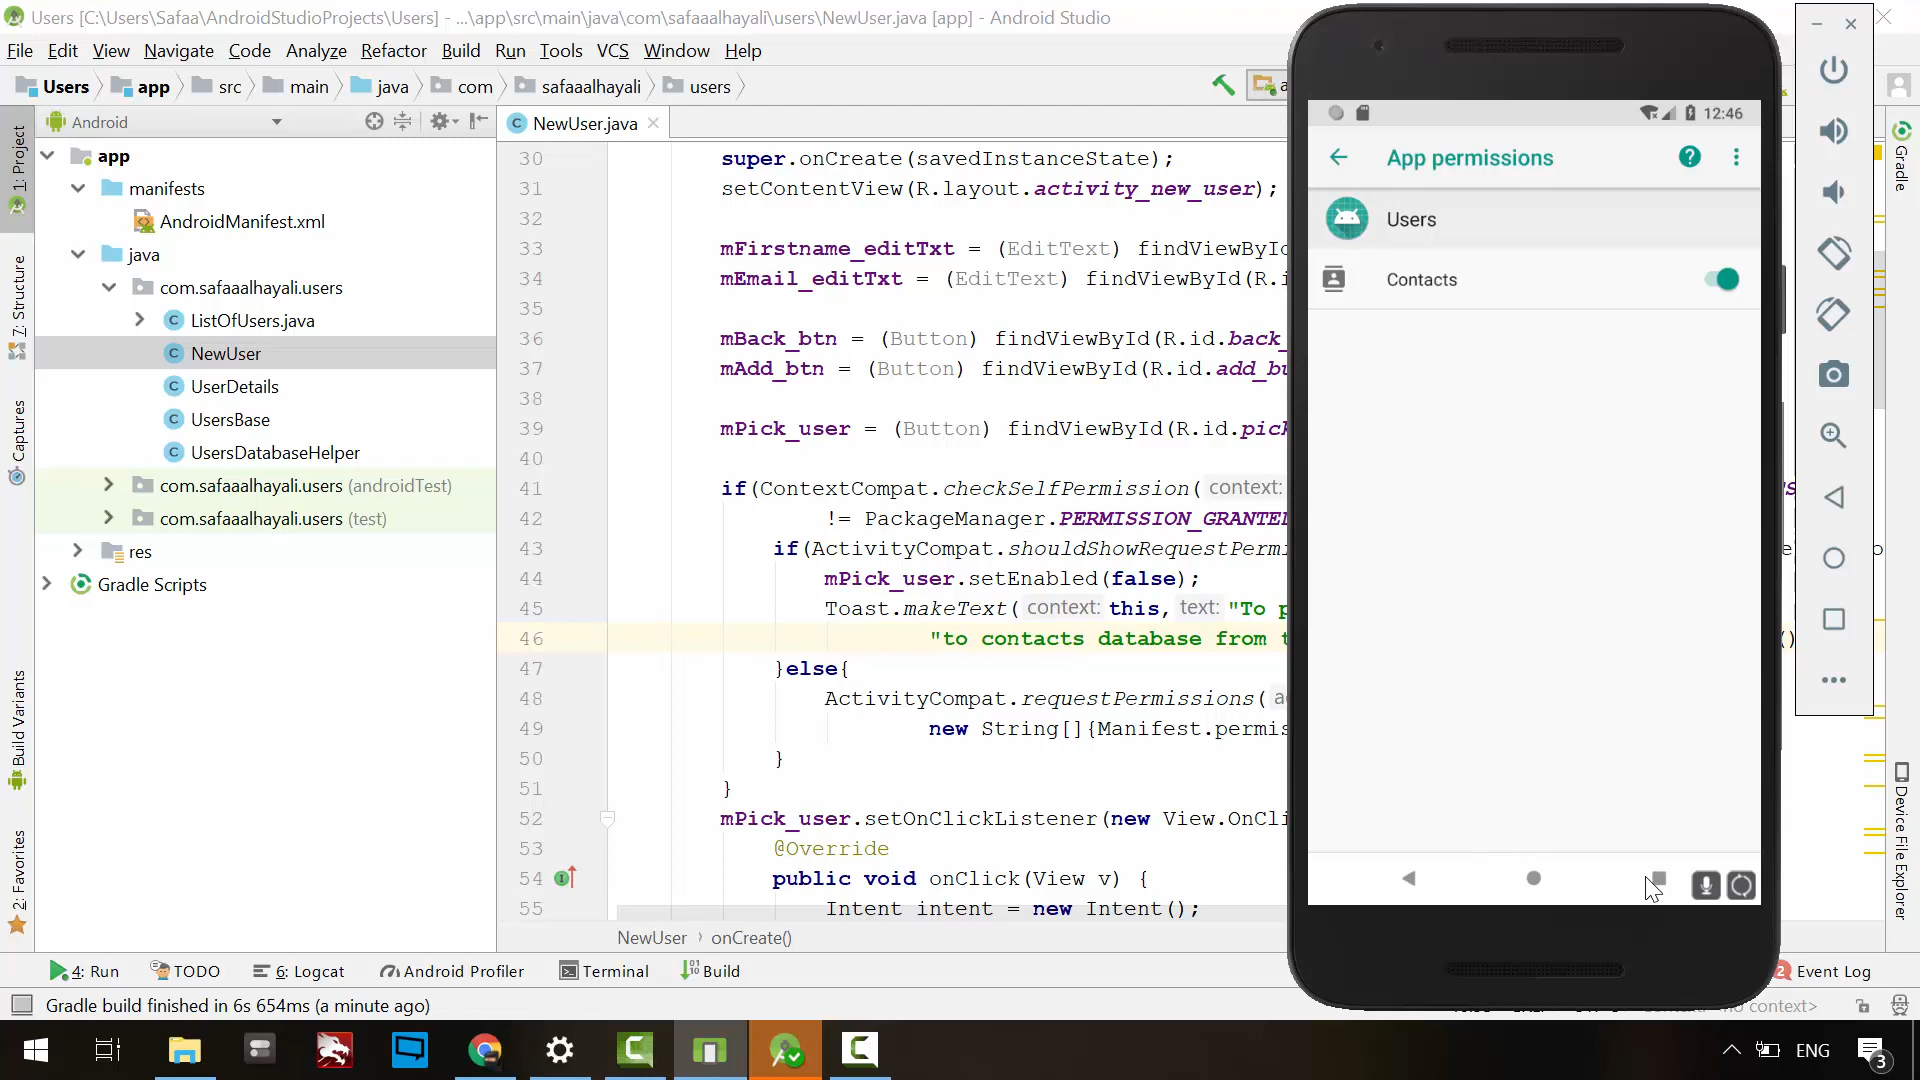 Users [C:\Users\Safaa\AndroidStudioProjects\Users] - ...\app\src\main\java\com\safaaalhayali\users\NewUser.java [app] - Android Studio
File Edit View Navigate Code Analyze Refactor Build Run Tools VCS Window Help
Users app src main java com safaaalhayali users
Android
NewUser.java
app
manifests
AndroidManifest.xml
java
com.safaaalhayali.users
ListOfUsers.java
NewUser
UserDetails
UsersBase
UsersDatabaseHelper
com.safaaalhayali.users (androidTest)
com.safaaalhayali.users (test)
res
Gradle Scripts
1: Project
7: Structure
Captures
Build Variants
2: Favorites
30 super.onCreate(savedInstanceState);
31 setContentView(R.layout.activity_new_user);
32
33 mFirstname_editTxt = (EditText) findViewById
34 mEmail_editTxt = (EditText) findViewById(R.i
35
36 mBack_btn = (Button) findViewById(R.id.back_
37 mAdd_btn = (Button) findViewById(R.id.add_bu
38
39 mPick_user = (Button) findViewById(R.id.pick
40
41 if(ContextCompat.checkSelfPermission( context:
42 != PackageManager.PERMISSION_GRANTED
43 if(ActivityCompat.shouldShowRequestPermi
44 mPick_user.setEnabled(false);
45 Toast.makeText( context: this, text: "To p
46 "to contacts database from t
47 }else{
48 ActivityCompat.requestPermissions(
49 new String[]{Manifest.permis
50 }
51 }
52 mPick_user.setOnClickListener(new View.OnCli
53 @Override
54 public void onClick(View v) {
55 Intent intent = new Intent();
NewUser › onCreate()
12:46
App permissions
Users
Contacts
Gradle
Device File Explorer
4: Run TODO 6: Logcat Android Profiler Terminal Build
2 Event Log
Gradle build finished in 6s 654ms (a minute ago)
ENG
3